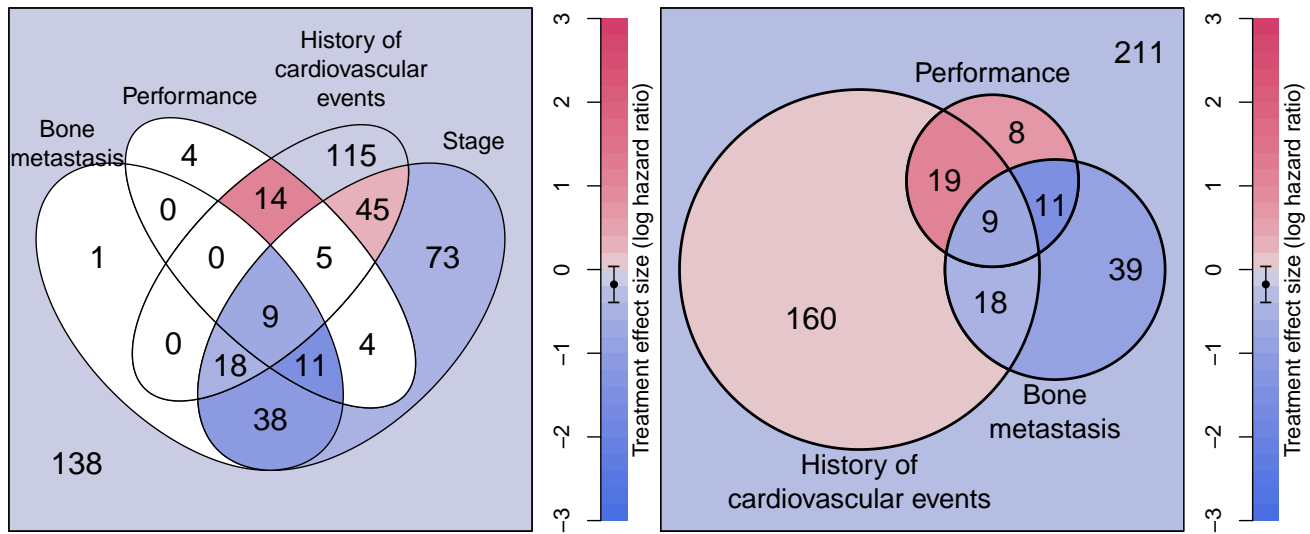 History of
cardiovascular
events
Performance
Bone
metastasis
Stage
4
115
14
45
0
1
0
5
73
9
0
18
11
4
38
138
3
2
1
0
−1
−2
−3
Treatment effect size (log hazard ratio)
211
Performance
8
19
11
9
39
18
160
Bone
metastasis
History of
cardiovascular events
3
2
1
0
−1
−2
−3
Treatment effect size (log hazard ratio)